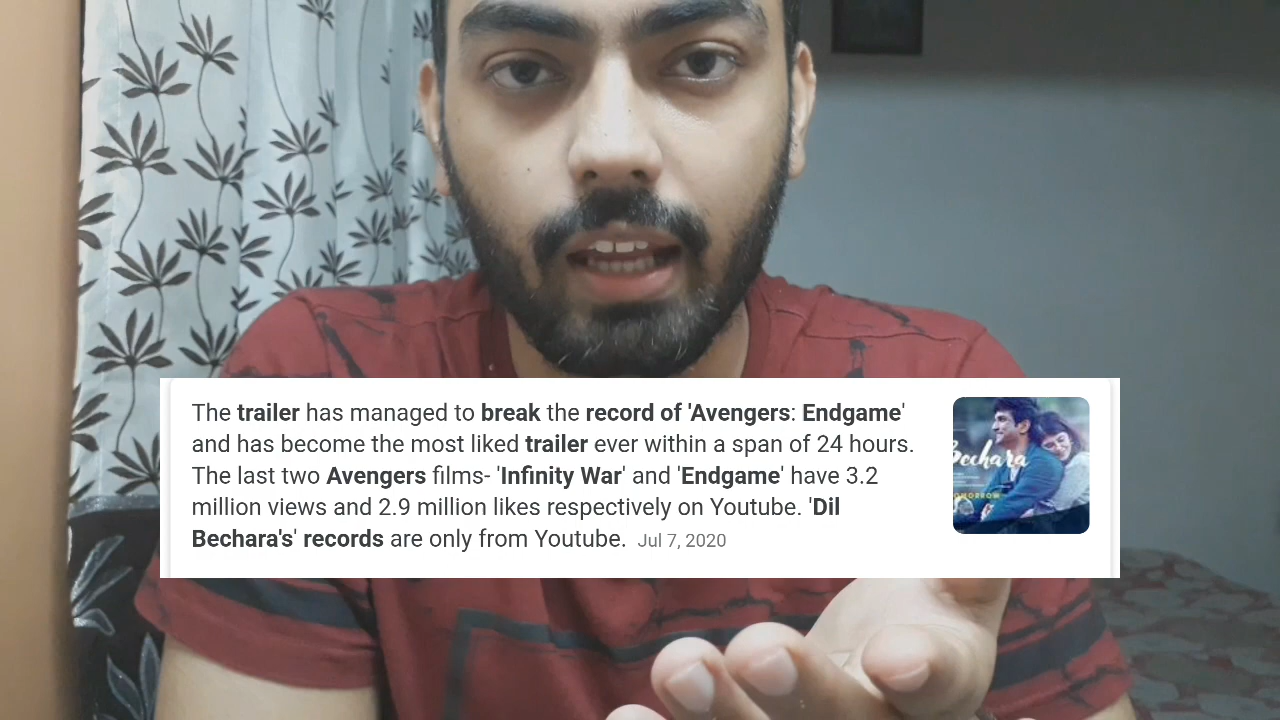 The trailer has managed to break the record of 'Avengers: Endgame'
and has become the most liked trailer ever within a span of 24 hours.
The last two Avengers films- 'Infinity War' and 'Endgame' have 3.2
million views and 2.9 million likes respectively on Youtube. 'Dil
Bechara's' records are only from Youtube. Jul 7, 2020